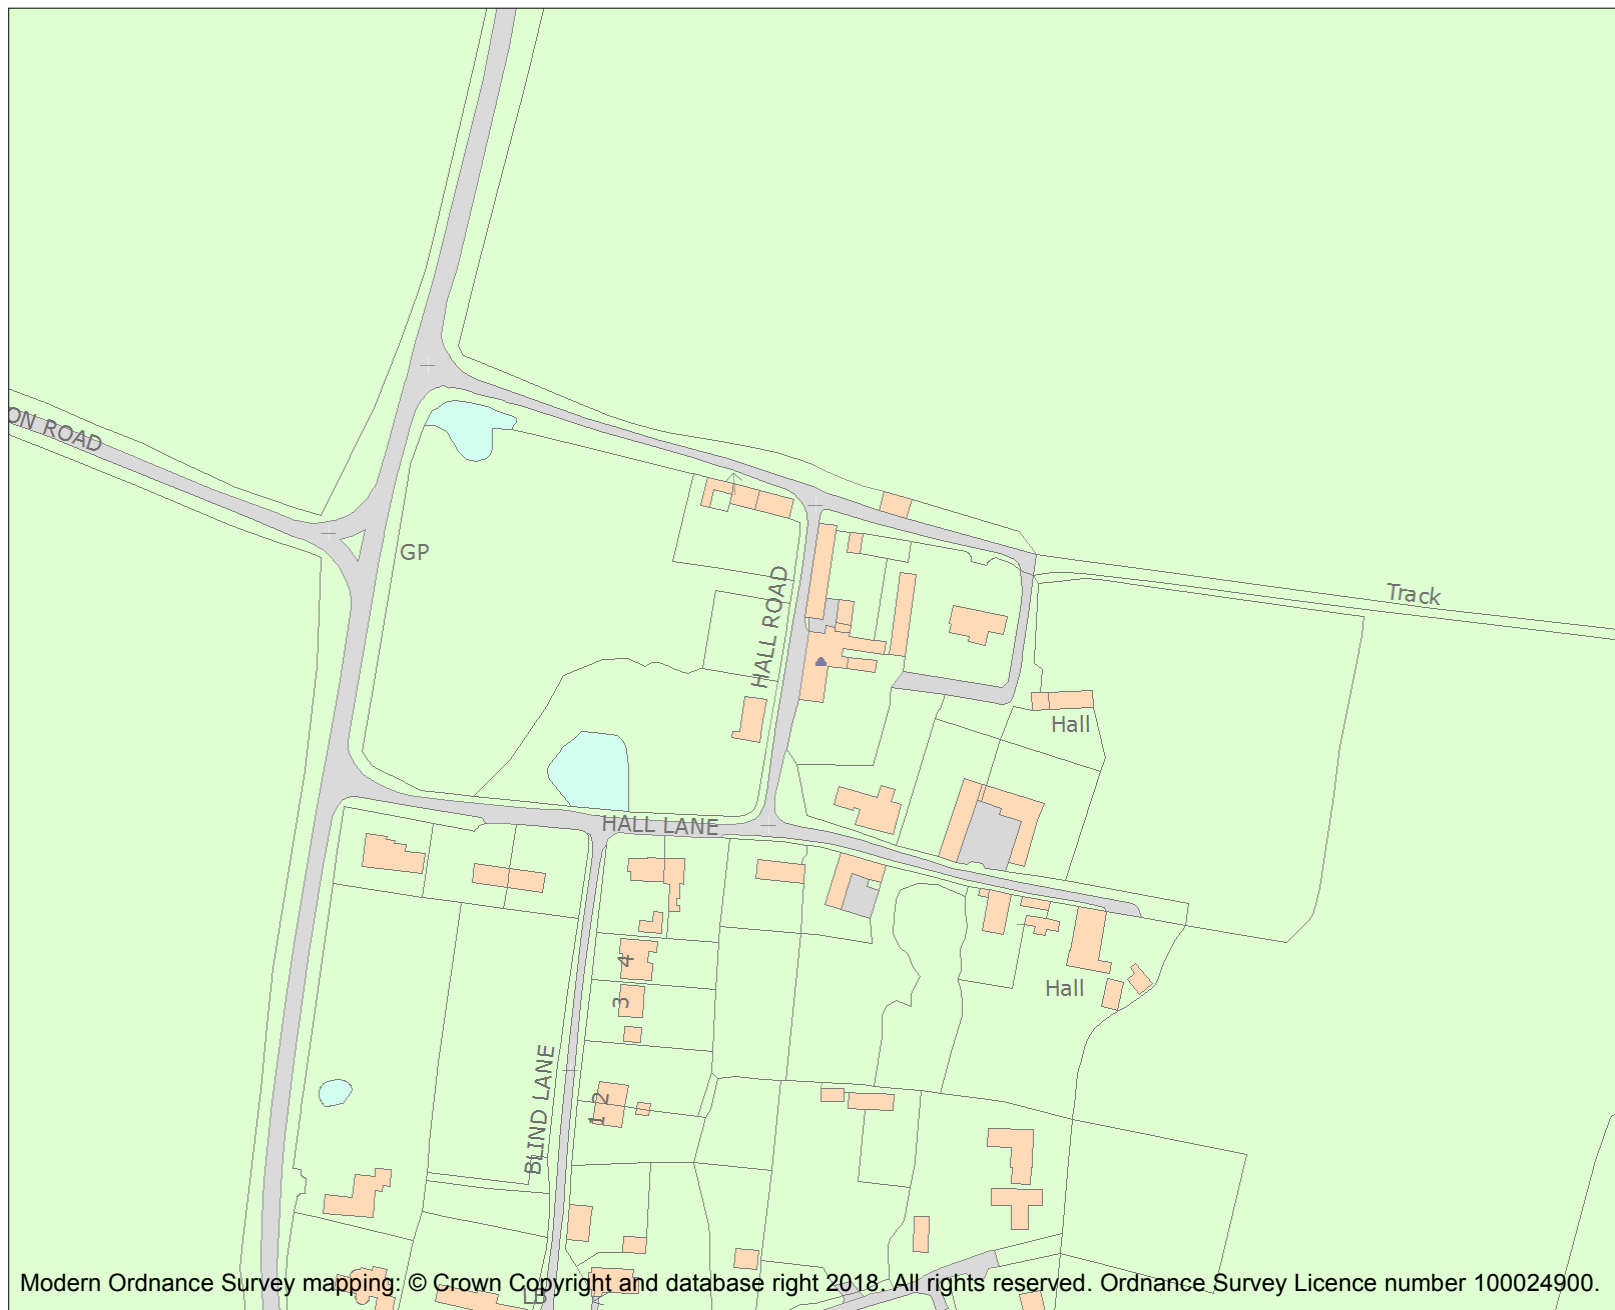 ON ROAD
GP
Track
HALL ROAD
Hall
HALL LANE
4
3
Hall
BLIND LANE
2
1
LB
Modern Ordnance Survey mapping: © Crown Copyright and database right 2018. All rights reserved. Ordnance Survey Licence number 100024900.